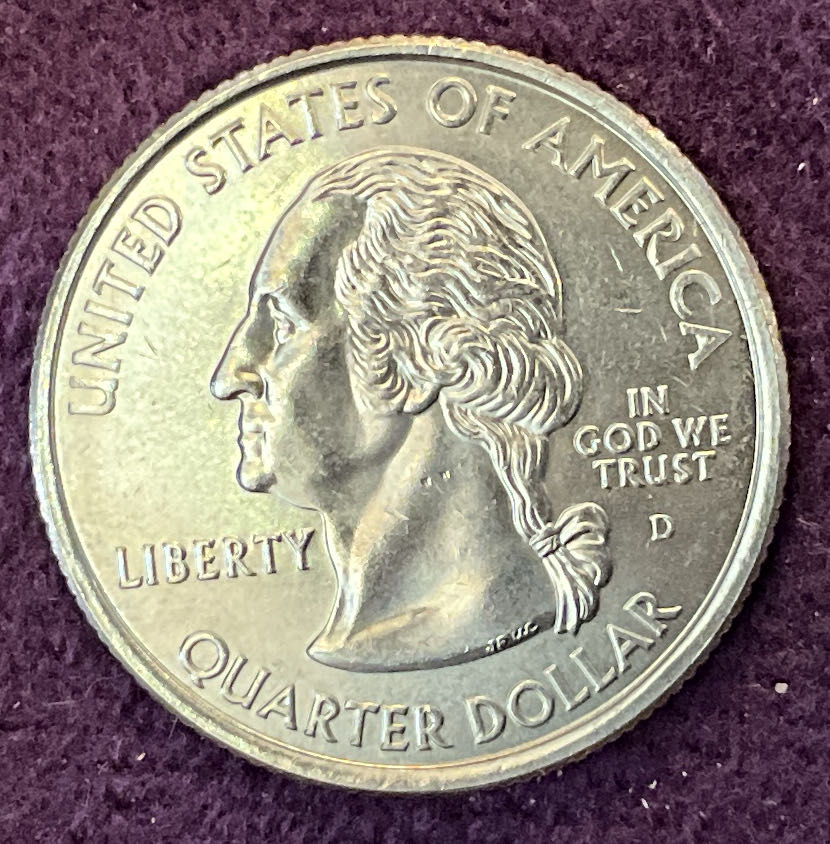 UNITED STATES OF AMERICA
IN
GOD WE
TRUST
D
LIBERTY
QUARTER DOLLAR